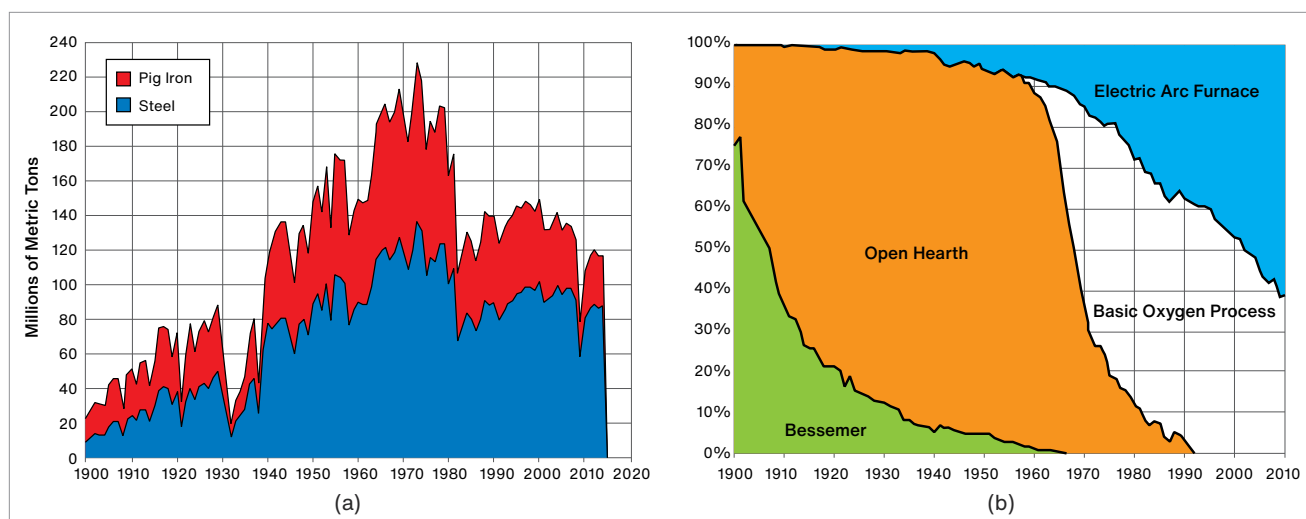 240
220
200
180
160
140
120
100
80
60
40
20
0
Millions of Metric Tons
Pig Iron
Steel
1900 1910 1920 1930 1940 1950 1960 1970 1980 1990 2000 2010 2020
(a)
100%
90%
80%
70%
60%
50%
40%
30%
20%
10%
0%
Electric Arc Furnace
Open Hearth
Basic Oxygen Process
Bessemer
1900 1910 1920 1930 1940 1950 1960 1970 1980 1990 2000 2010
(b)